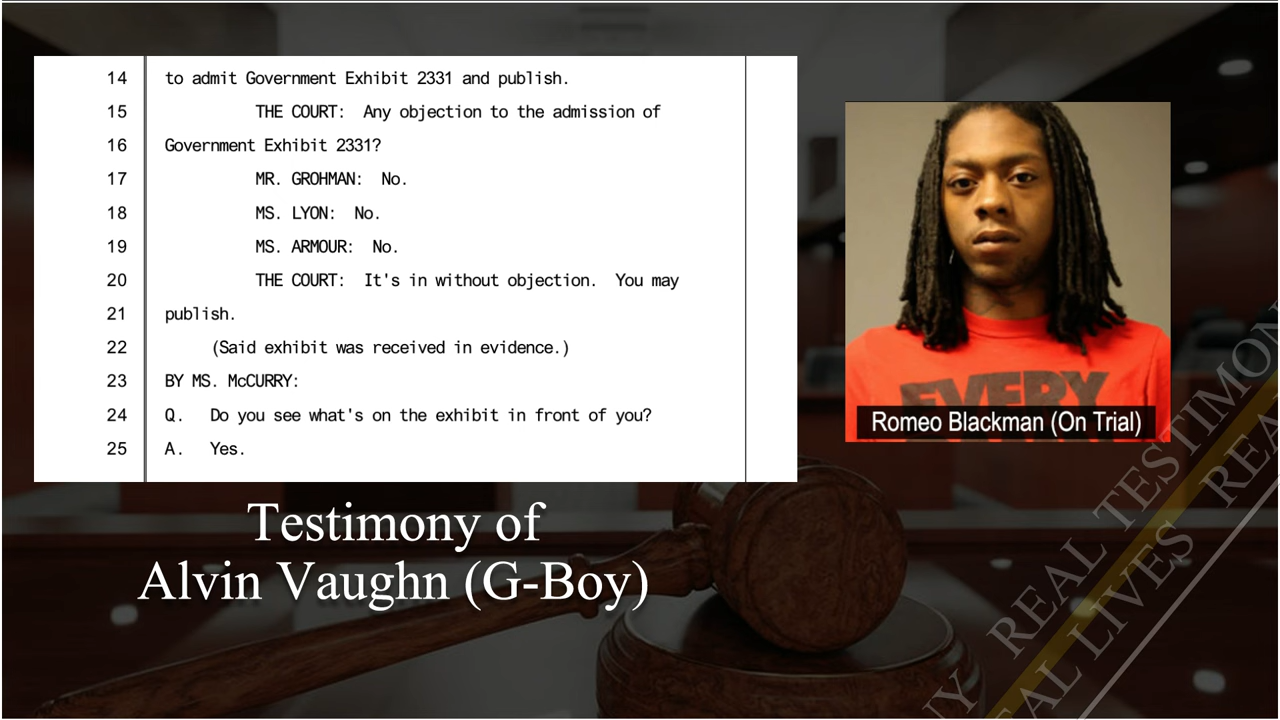 14 to admit Government Exhibit 2331 and publish.
15 THE COURT: Any objection to the admission of
16 Government Exhibit 2331?
17 MR. GROHMAN: No.
18 MS. LYON: No.
19 MS. ARMOUR: No.
20 THE COURT: It's in without objection. You may
21 publish.
22 (Said exhibit was received in evidence.)
23 BY MS. McCURRY:
24 Q. Do you see what's on the exhibit in front of you?
25 A. Yes.
EVERY
Romeo Blackman (On Trial)
Testimony of
Alvin Vaughn (G-Boy)
REAL TESTIMON
REAL LIVES REA